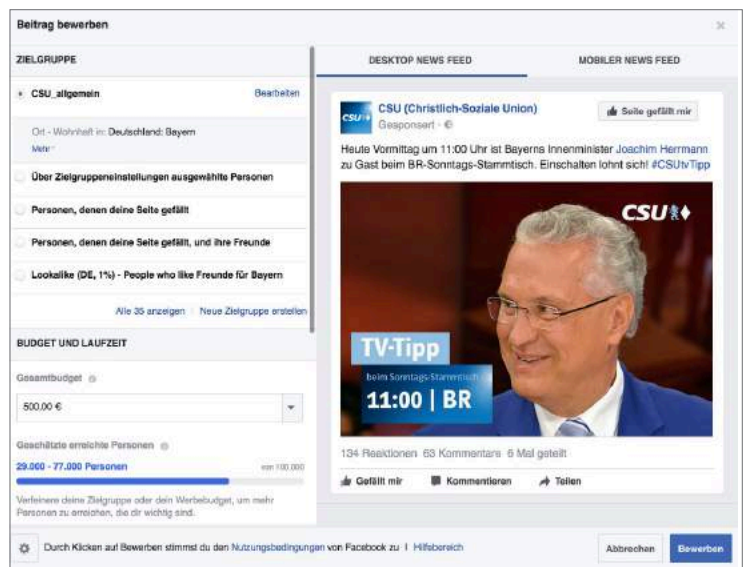 Beitrag bewerben
ZIELGRUPPE
CSU_allgemein
Bearbeiten
Ort - Wohnhaft in: Deutschland: Bayern
Mehr
Über Zielgruppeneinstellungen ausgewählte Personen
Personen, denen deine Seite gefällt
Personen, denen deine Seite gefällt, und ihre Freunde
Lookalike (DE, 1%) - People who like Freunde für Bayern
Alle 35 anzeigen | Neue Zielgruppe erstellen
BUDGET UND LAUFZEIT
Gesamtbudget
500,00 €
Geschätzte erreichte Personen
29.000 - 77.000 Personen
von 100.000
Verfeinere deine Zielgruppe oder dein Werbebudget, um mehr
Personen zu erreichen, die dir wichtig sind.
DESKTOP NEWS FEED
MOBILER NEWS FEED
CSU
CSU (Christlich-Soziale Union)
Gesponsert ·
Seite gefällt mir
Heute Vormittag um 11:00 Uhr ist Bayerns Innenminister Joachim Herrmann
zu Gast beim BR-Sonntags-Stammtisch. Einschalten lohnt sich! #CSUtvTipp
CSU
TV-Tipp
beim Sonntags-Stammtisch
11:00 | BR
134 Reaktionen 63 Kommentare 6 Mal geteilt
Gefällt mir
Kommentieren
Teilen
Durch Klicken auf Bewerben stimmst du den Nutzungsbedingungen von Facebook zu | Hilfebereich
Abbrechen
Bewerben